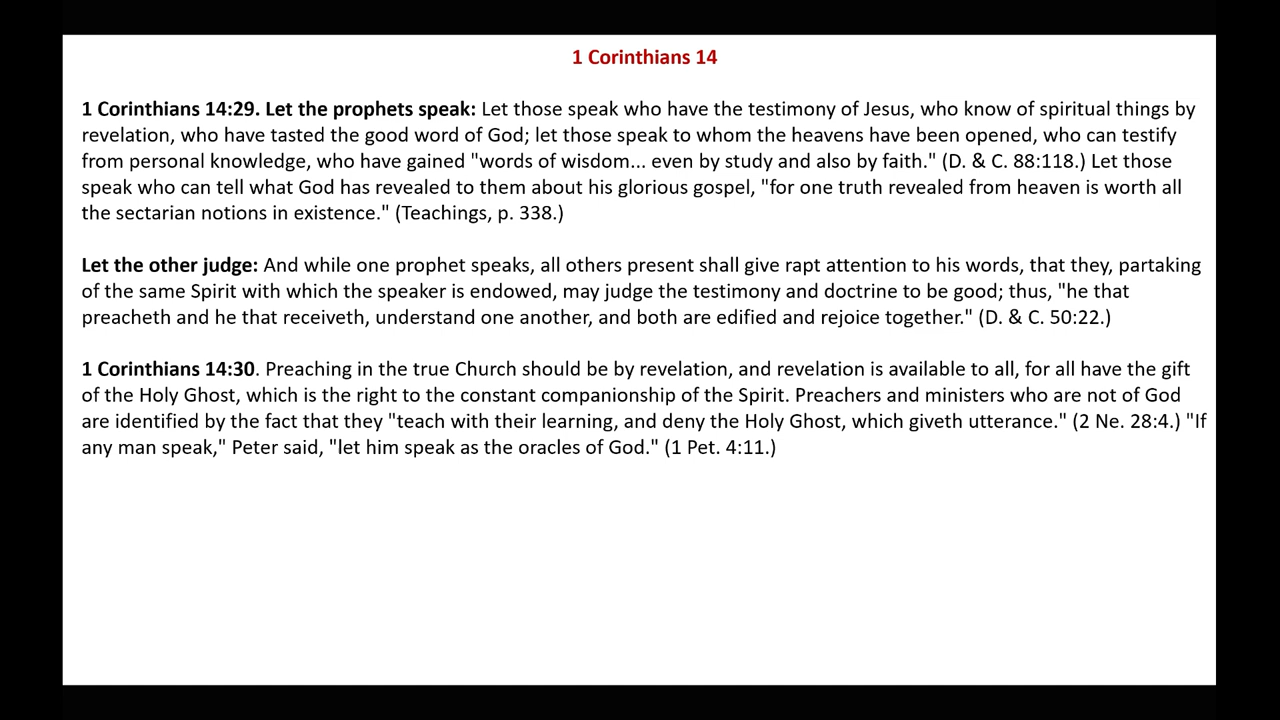 1 Corinthians 14
1 Corinthians 14:29. Let the prophets speak: Let those speak who have the testimony of Jesus, who know of spiritual things by
revelation, who have tasted the good word of God; let those speak to whom the heavens have been opened, who can testify
from personal knowledge, who have gained "words of wisdom... even by study and also by faith." (D. & C. 88:118.) Let those
speak who can tell what God has revealed to them about his glorious gospel, "for one truth revealed from heaven is worth all
the sectarian notions in existence." (Teachings, p. 338.)
Let the other judge: And while one prophet speaks, all others present shall give rapt attention to his words, that they, partaking
of the same Spirit with which the speaker is endowed, may judge the testimony and doctrine to be good; thus, "he that
preacheth and he that receiveth, understand one another, and both are edified and rejoice together." (D. & C. 50:22.)
1 Corinthians 14:30. Preaching in the true Church should be by revelation, and revelation is available to all, for all have the gift
of the Holy Ghost, which is the right to the constant companionship of the Spirit. Preachers and ministers who are not of God
are identified by the fact that they "teach with their learning, and deny the Holy Ghost, which giveth utterance." (2 Ne. 28:4.) "If
any man speak," Peter said, "let him speak as the oracles of God." (1 Pet. 4:11.)